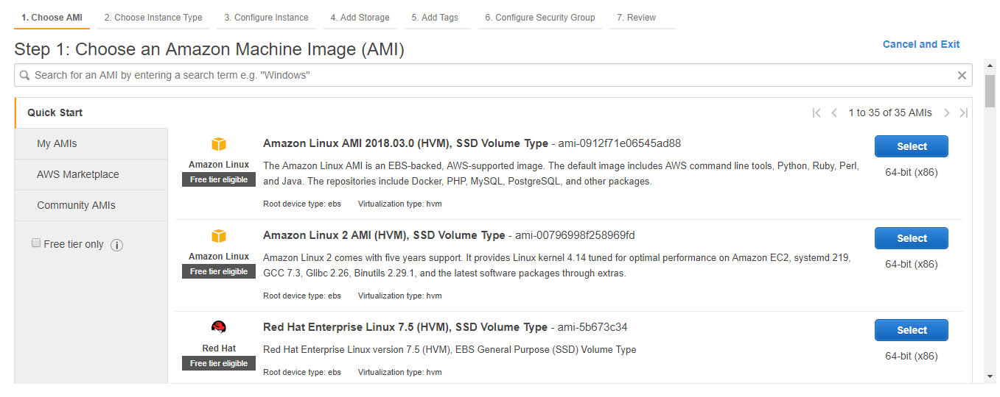 1. Choose AMI 2. Choose Instance Type 3. Configure Instance 4. Add Storage 5. Add Tags 6. Configure Security Group 7. Review
Step 1: Choose an Amazon Machine Image (AMI)
Cancel and Exit
Search for an AMI by entering a search term e.g. "Windows"
Quick Start
My AMIs
AWS Marketplace
Community AMIs
Free tier only
1 to 35 of 35 AMIs
Amazon Linux
Free tier eligible
Amazon Linux AMI 2018.03.0 (HVM), SSD Volume Type - ami-0912f71e06545ad88
The Amazon Linux AMI is an EBS-backed, AWS-supported image. The default image includes AWS command line tools, Python, Ruby, Perl,
and Java. The repositories include Docker, PHP, MySQL, PostgreSQL, and other packages.
Root device type: ebs Virtualization type: hvm
Select
64-bit (x86)
Amazon Linux
Free tier eligible
Amazon Linux 2 AMI (HVM), SSD Volume Type - ami-00796998f258969fd
Amazon Linux 2 comes with five years support. It provides Linux kernel 4.14 tuned for optimal performance on Amazon EC2, systemd 219,
GCC 7.3, Glibc 2.26, Binutils 2.29.1, and the latest software packages through extras.
Root device type: ebs Virtualization type: hvm
Select
64-bit (x86)
Red Hat
Free tier eligible
Red Hat Enterprise Linux 7.5 (HVM), SSD Volume Type - ami-5b673c34
Red Hat Enterprise Linux version 7.5 (HVM), EBS General Purpose (SSD) Volume Type
Root device type: ebs Virtualization type: hvm
Select
64-bit (x86)